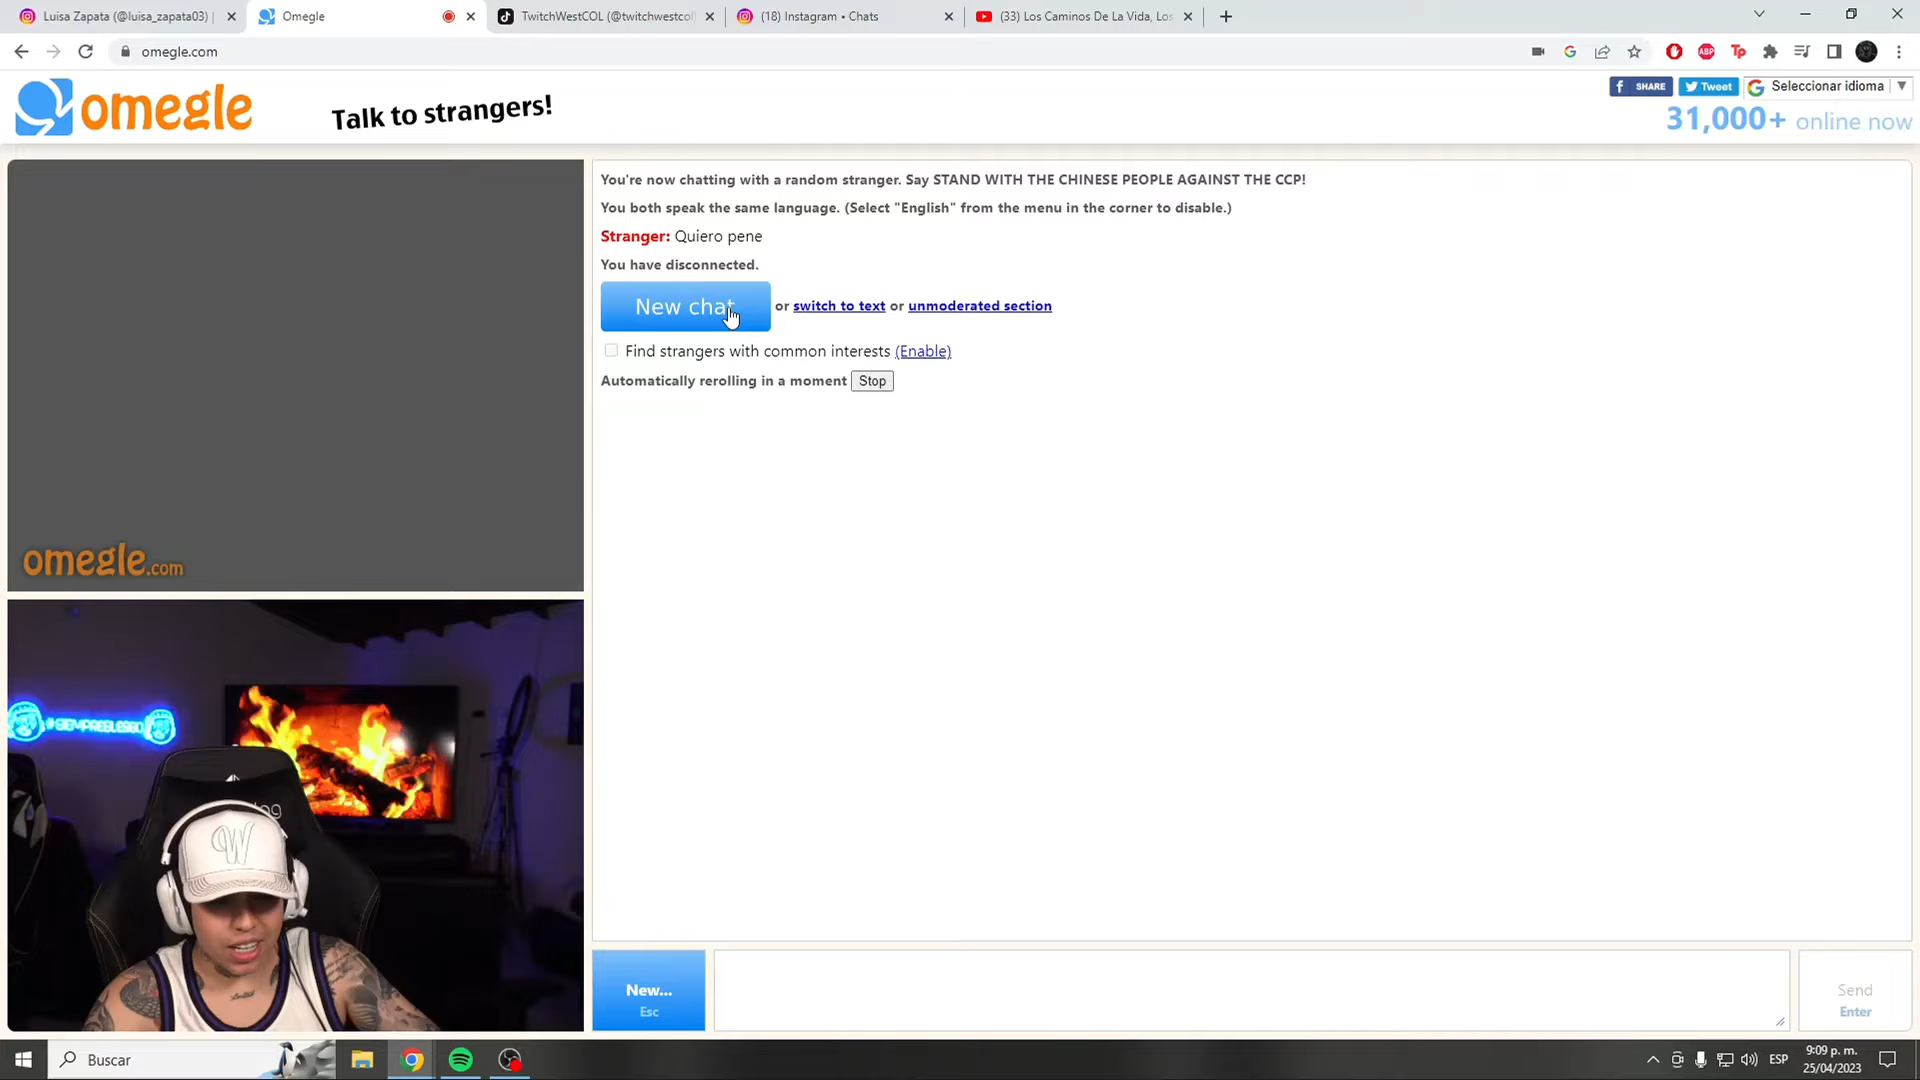 Luisa Zapata (@luisa_zapata03) |
Omegle
TwitchWestCOL (@twitchwestcol
(18) Instagram • Chats
(33) Los Caminos De La Vida, Los
omegle.com
omegle
Talk to strangers!
SHARE
Tweet
Seleccionar idioma
31,000+ online now
You're now chatting with a random stranger. Say STAND WITH THE CHINESE PEOPLE AGAINST THE CCP!
You both speak the same language. (Select "English" from the menu in the corner to disable.)
Stranger: Quiero pene
You have disconnected.
New chat or switch to text or unmoderated section
Find strangers with common interests (Enable)
Automatically rerolling in a moment Stop
omegle.com
W
New...
Esc
Send
Enter
Buscar
ESP
9:09 p. m.
25/04/2023